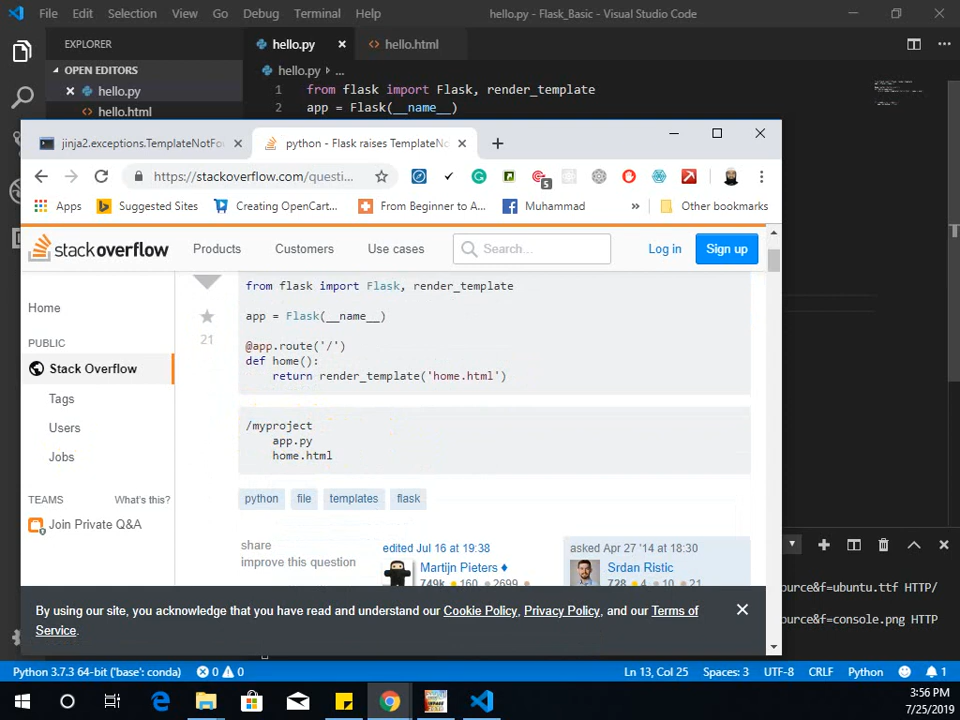 File Edit Selection View Go Debug Terminal Help hello.py - Flask_Basic - Visual Studio Code
EXPLORER hello.py hello.html
OPEN EDITORS hello.py ...
hello.py 1 from flask import Flask, render_template
hello.html 2 app = Flask(__name__)
jinja2.exceptions.TemplateNotFou python - Flask raises TemplateNo
https://stackoverflow.com/questi... 5
Apps Suggested Sites Creating OpenCart... From Beginner to A... Muhammad » Other bookmarks
stackoverflow Products Customers Use cases Search... Log in Sign up
from flask import Flask, render_template
Home
app = Flask(__name__)
21
PUBLIC @app.route('/')
def home():
Stack Overflow return render_template('home.html')
Tags
Users /myproject
app.py
Jobs home.html
TEAMS What's this? python file templates flask
Join Private Q&A
share edited Jul 16 at 19:38 asked Apr 27 '14 at 18:30
improve this question Martijn Pieters ♦ Srdan Ristic
749k 160 2699 728 4 10 21
ource&f=ubuntu.ttf HTTP/
By using our site, you acknowledge that you have read and understand our Cookie Policy, Privacy Policy, and our Terms of
Service.
ource&f=console.png HTTP
Python 3.7.3 64-bit ('base': conda) 0 0 Ln 13, Col 25 Spaces: 3 UTF-8 CRLF Python 1
3:56 PM
7/25/2019